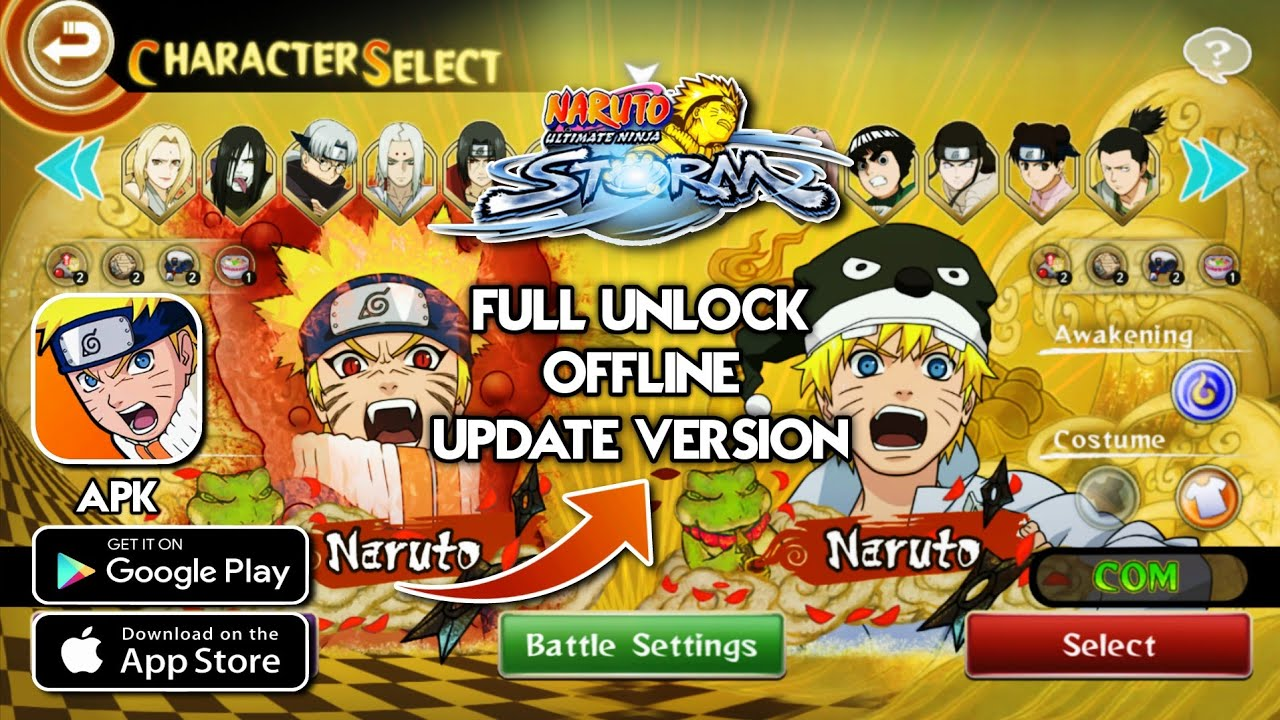 CHARACTER SELECT
?
NARUTO
ULTIMATE NINJA
STORM
2
2
2
1
2
2
2
1
FULL UNLOCK
OFFLINE
UPDATE VERSION
Awakening
Costume
APK
GET IT ON
Google Play
Download on the
App Store
Naruto
Naruto
COM
Battle Settings
Select